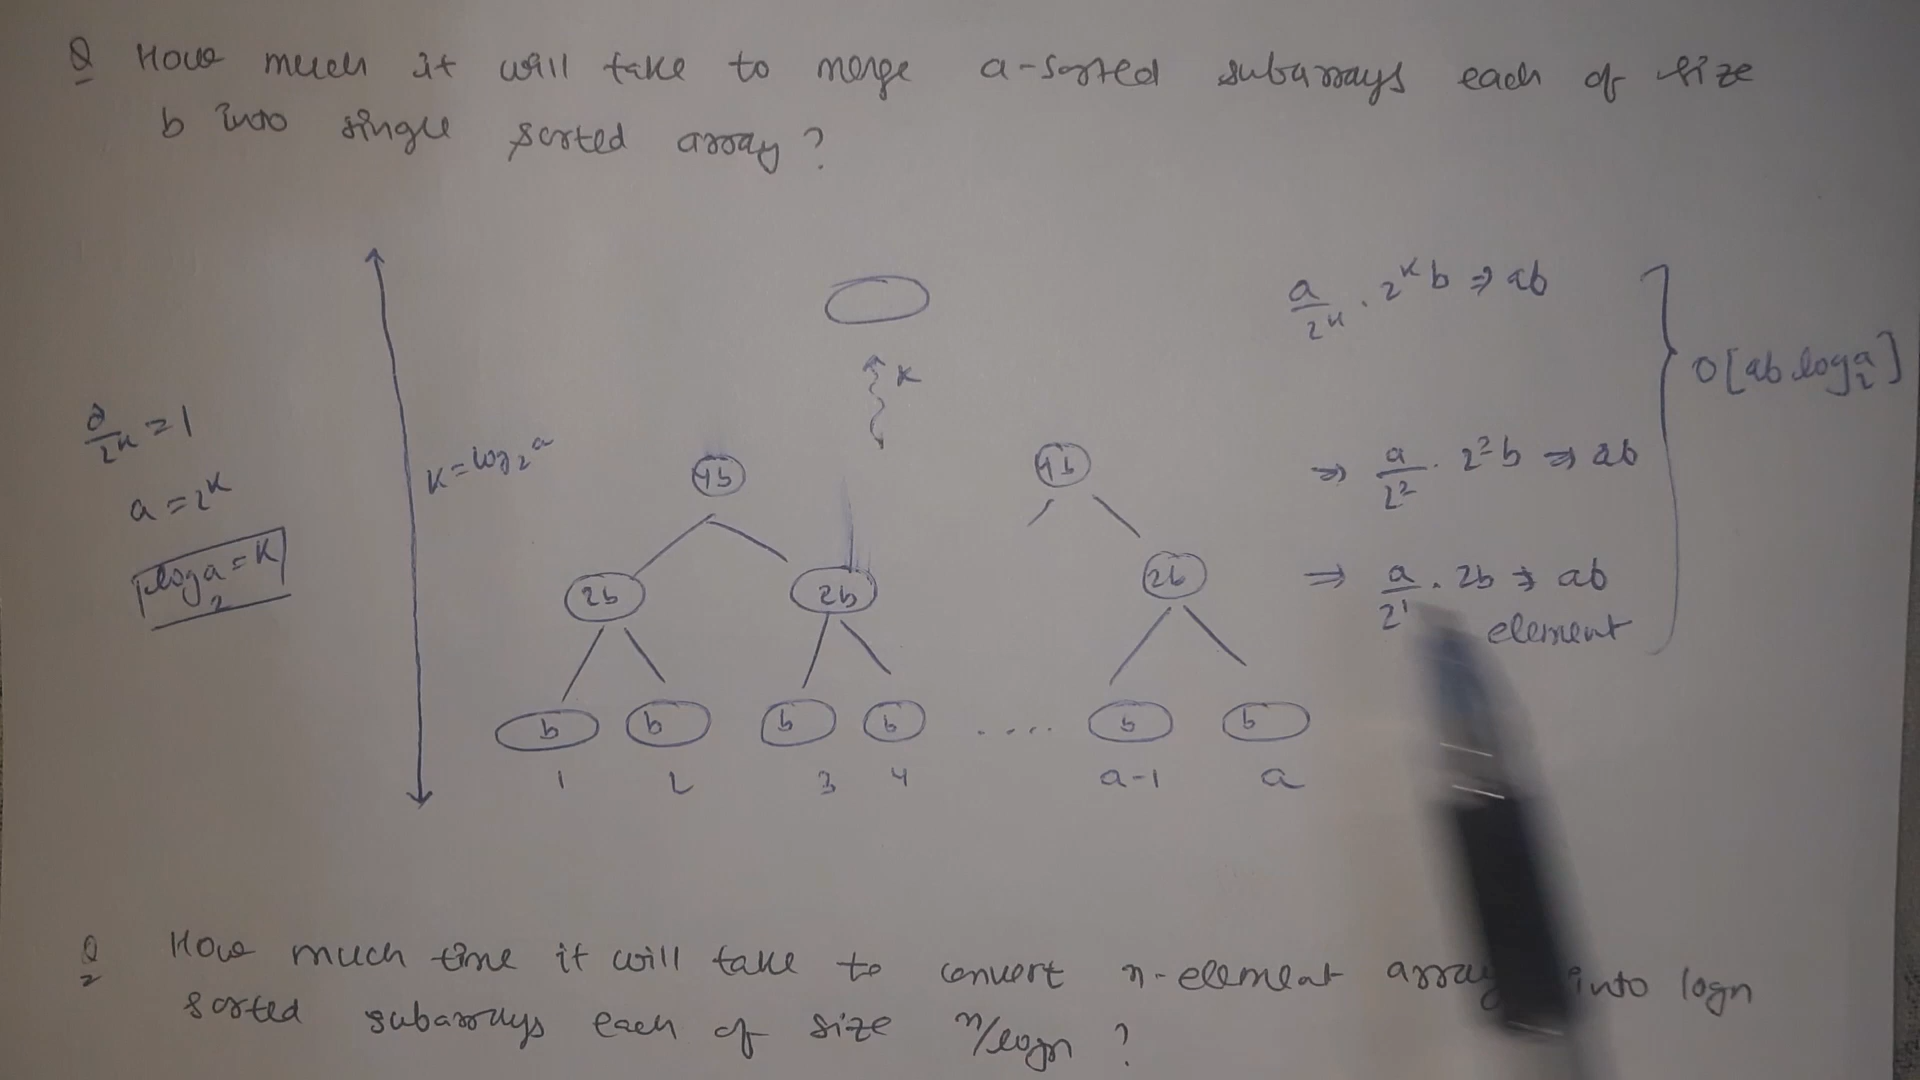 Q How much it will take to merge a-sorted subarrays each of size
b into single sorted array?
a/2^k . 2^k b ⇒ ab
O[ab log₂a]
K
a/2^k = 1
K = log₂a
4b 4b
⇒ a/2² . 2²b ⇒ ab
a = 2^K
log₂a = K
2b 2b 2b
⇒ a/2¹ . 2b ⇒ ab
element
b b b b .... b b
1 2 3 4 a-1 a
Q How much time it will take to convert n-element array into logn
sorted subarrays each of size n/logn ?